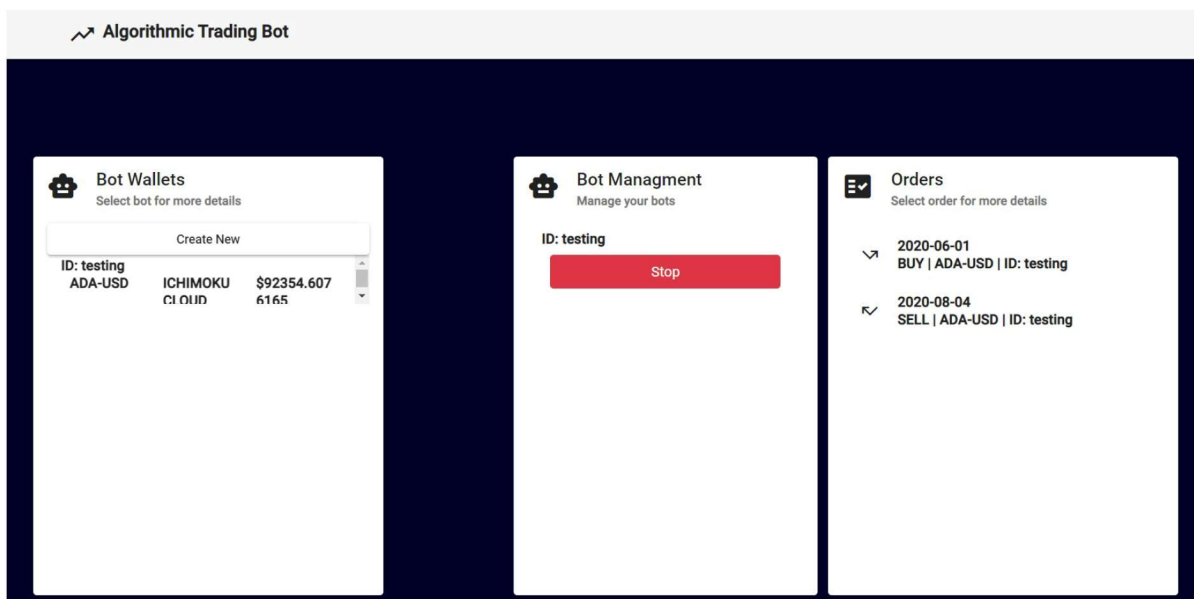 Algorithmic Trading Bot
Bot Wallets
Select bot for more details
Create New
ID: testing
ADA-USD ICHIMOKU $92354.607
CLOUD 6165
Bot Managment
Manage your bots
ID: testing
Stop
Orders
Select order for more details
2020-06-01
BUY | ADA-USD | ID: testing
2020-08-04
SELL | ADA-USD | ID: testing